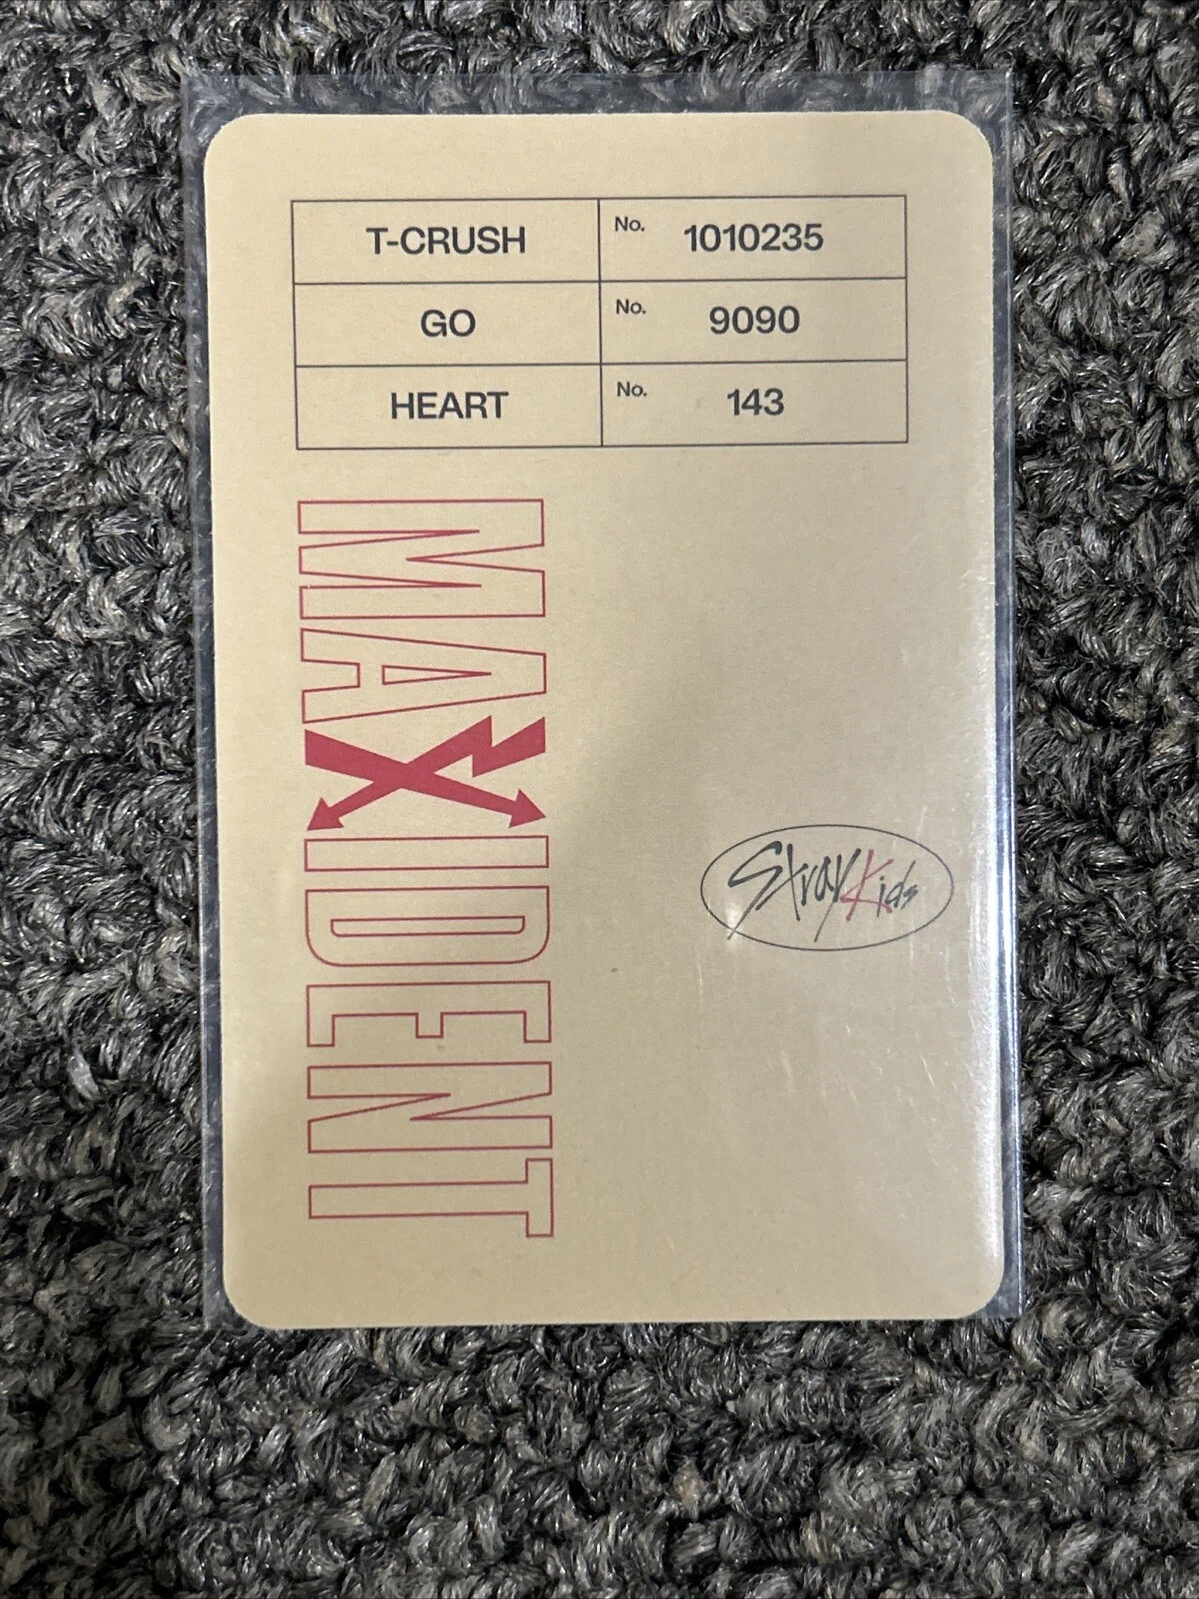 T-CRUSH No. 1010235
GO No. 9090
HEART No. 143
MAXIDENT
Stray Kids